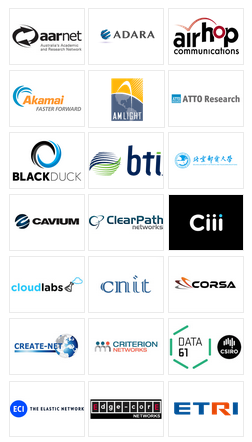 aarnet
Australia's Academic
and Research Network
ADARA
airhop
communications
Akamai
FASTER FORWARD
AMLIGHT
ATTO Research
BLACKDUCK
bti
北京邮电大学
CAVIUM
ClearPath
networks
Ciii
cloudlabs
cnit
CORSA
CREATE-NET
CRITERION
NETWORKS
DATA
61
CSIRO
ECI THE ELASTIC NETWORK
Edge-corE
NETWORKS
ETRI